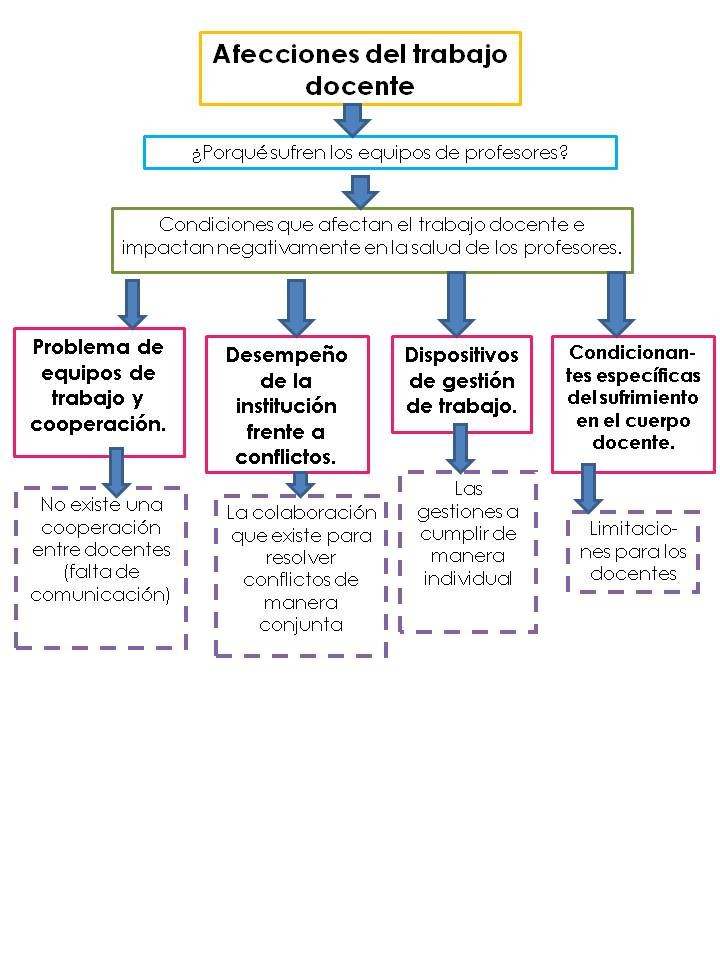 Afecciones del trabajo
docente
¿Porqué sufren los equipos de profesores?
Condiciones que afectan el trabajo docente e
impactan negativamente en la salud de los profesores.
Problema de
equipos de
trabajo y
cooperación.
Desempeño
de la
institución
frente a
conflictos.
Dispositivos
de gestión
de trabajo.
Condicionan-
tes específicas
del sufrimiento
en el cuerpo
docente.
No existe una
cooperación
entre docentes
(falta de
comunicación)
La colaboración
que existe para
resolver
conflictos de
manera
conjunta
Las
gestiones a
cumplir de
manera
individual
Limitacio-
nes para los
docentes